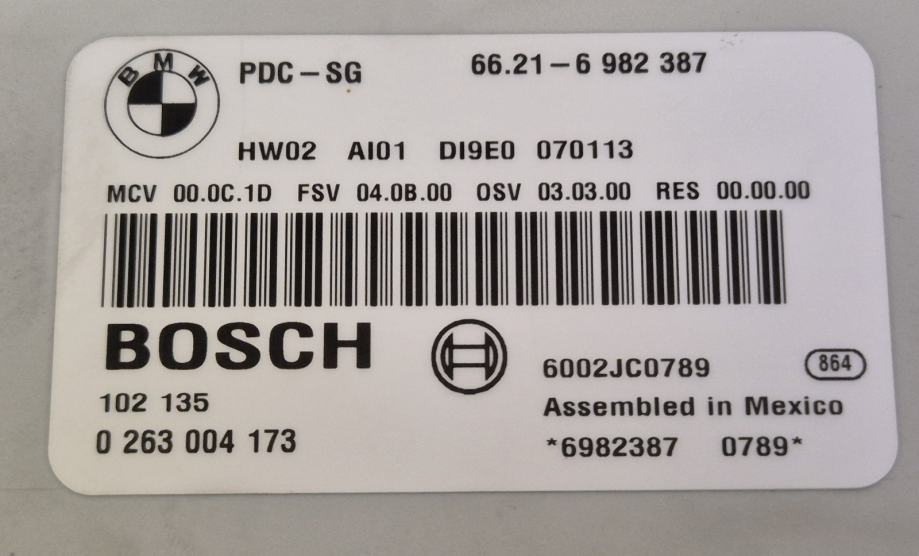 BMW
PDC-SG 66.21-6 982 387
HW02 AI01 DI9E0 070113
MCV 00.0C.1D FSV 04.0B.00 OSV 03.03.00 RES 00.00.00
BOSCH
6002JC0789 864
102 135 Assembled in Mexico
0 263 004 173 *6982387 0789*